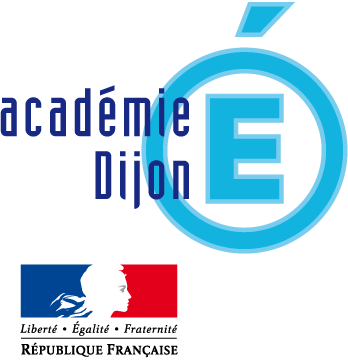 académie
Dijon
É
Liberté • Égalité • Fraternité
RÉPUBLIQUE FRANÇAISE